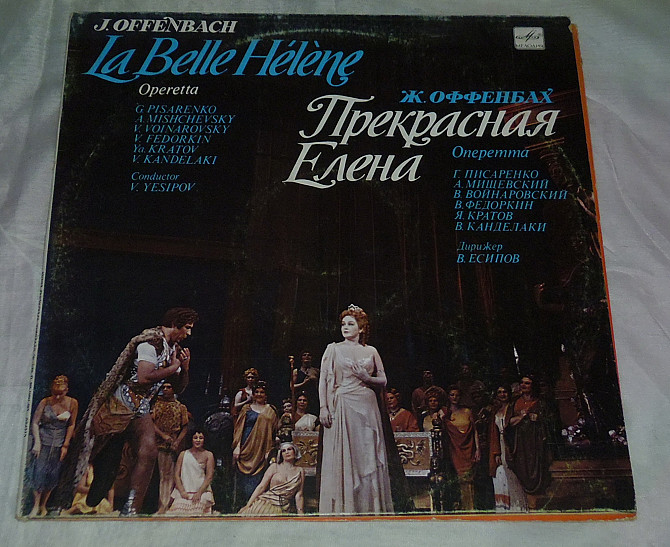 J. OFFENBACH
La Belle Hélène
Operetta
G. PISARENKO
A. MISHCHEVSKY
V. VOINAROVSKY
V. FEDORKIN
Ya. KRATOV
V. KANDELAKI
Conductor
V. YESIPOV
Ж. ОФФЕНБАХ
Прекрасная
Елена
Оперетта
Г. ПИСАРЕНКО
А. МИЩЕВСКИЙ
В. ВОЙНАРОВСКИЙ
В. ФЕДОРКИН
Я. КРАТОВ
В. КАНДЕЛАКИ
Дирижер
В. ЕСИПОВ